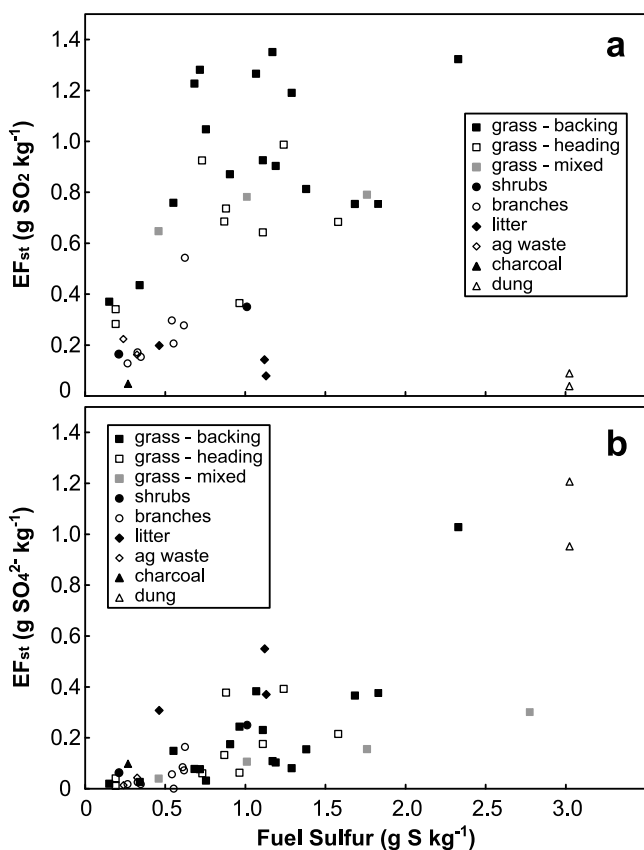 a
1.4
1.2
1.0
0.8
0.6
0.4
0.2
0
EFst (g SO2 kg-1)
grass - backing
grass - heading
grass - mixed
shrubs
branches
litter
ag waste
charcoal
dung
b
1.4
1.2
1.0
0.8
0.6
0.4
0.2
0
EFst (g SO42- kg-1)
grass - backing
grass - heading
grass - mixed
shrubs
branches
litter
ag waste
charcoal
dung
0 0.5 1.0 1.5 2.0 2.5 3.0
Fuel Sulfur (g S kg-1)